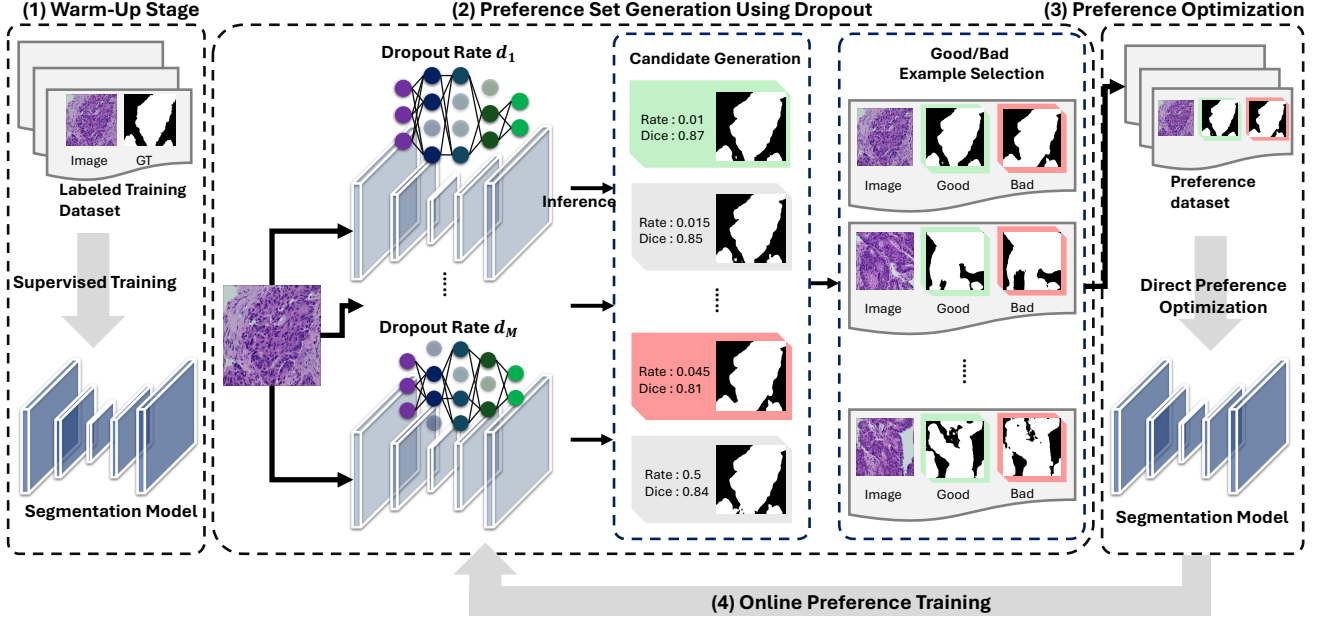 (1) Warm-Up Stage
Image
GT
Labeled Training
Dataset
Supervised Training
Segmentation Model
(2) Preference Set Generation Using Dropout
Dropout Rate d₁
Dropout Rate d_M
Inference
Candidate Generation
Rate : 0.01
Dice : 0.87
Rate : 0.015
Dice : 0.85
Rate : 0.045
Dice : 0.81
Rate : 0.5
Dice : 0.84
Good/Bad
Example Selection
Image
Good
Bad
Image
Good
Bad
Image
Good
Bad
(3) Preference Optimization
Preference
dataset
Direct Preference
Optimization
Segmentation Model
(4) Online Preference Training